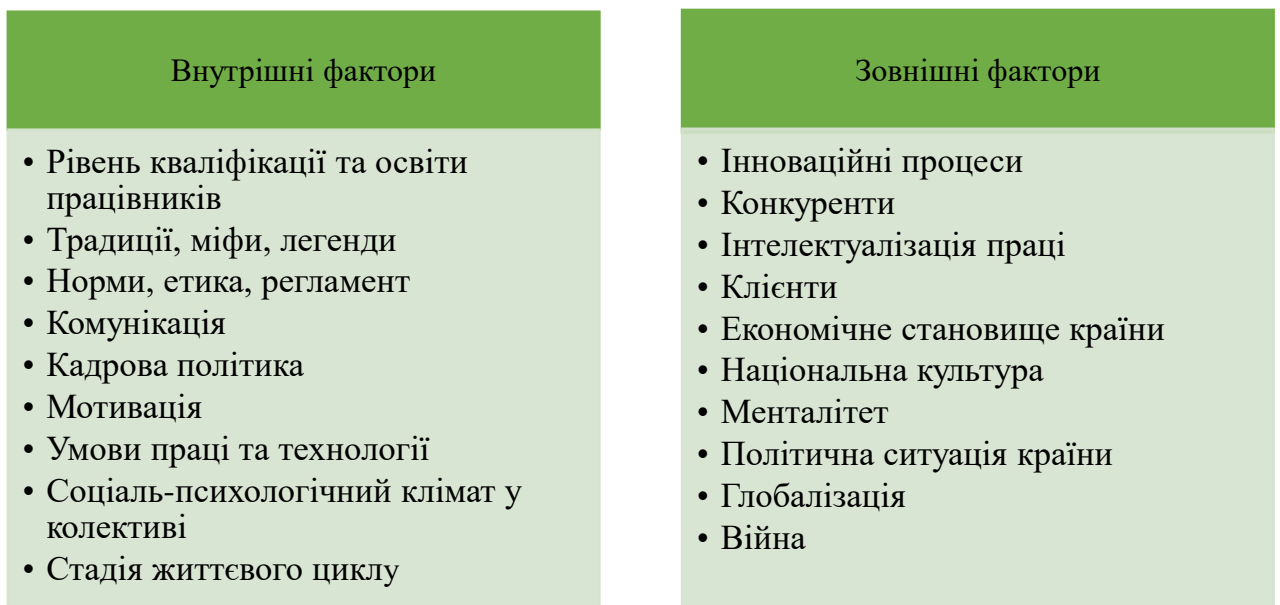 Внутрішні фактори
• Рівень кваліфікації та освіти
працівників
• Традиції, міфи, легенди
• Норми, етика, регламент
• Комунікація
• Кадрова політика
• Мотивація
• Умови праці та технології
• Соціаль-психологічний клімат у
колективі
• Стадія життєвого циклу
Зовнішні фактори
• Інноваційні процеси
• Конкуренти
• Інтелектуалізація праці
• Клієнти
• Економічне становище країни
• Національна культура
• Менталітет
• Політична ситуація країни
• Глобалізація
• Війна